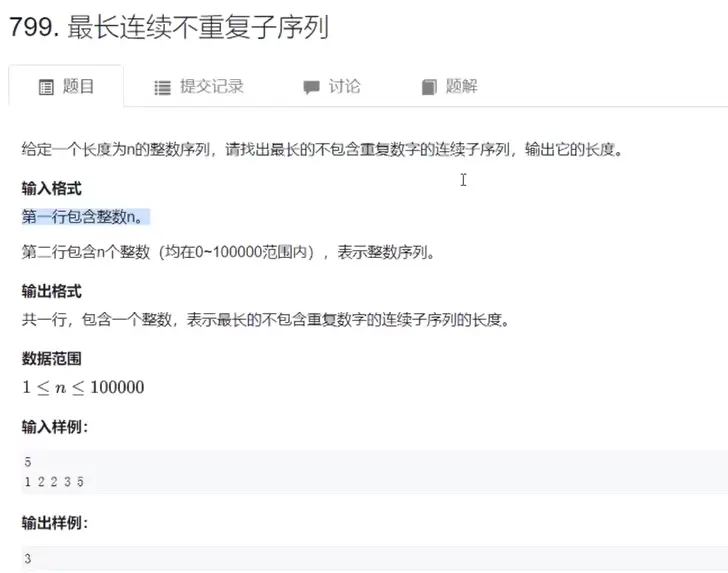 799. 最长连续不重复子序列
题目 提交记录 讨论 题解
给定一个长度为n的整数序列，请找出最长的不包含重复数字的连续子序列，输出它的长度。
输入格式
第一行包含整数n。
第二行包含n个整数（均在0~100000范围内），表示整数序列。
输出格式
共一行，包含一个整数，表示最长的不包含重复数字的连续子序列的长度。
数据范围
1 ≤ n ≤ 100000
输入样例：
5
1 2 2 3 5
输出样例：
3